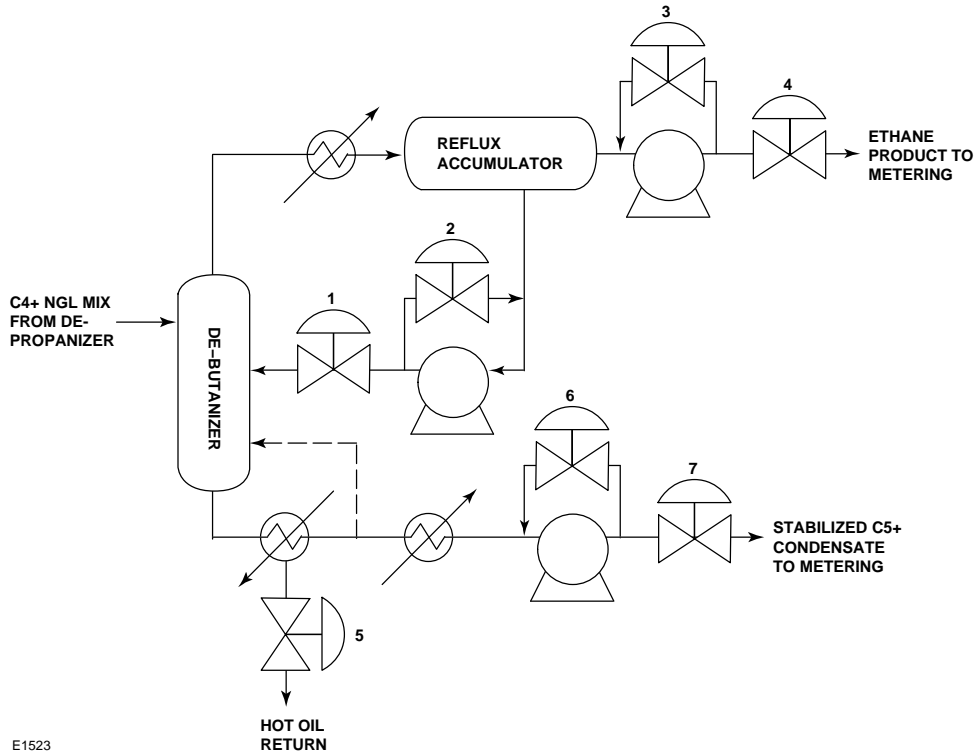 3
4
REFLUX
ACCUMULATOR
ETHANE
PRODUCT TO
METERING
2
C4+ NGL MIX
FROM DE-
PROPANIZER
1
DE-BUTANIZER
6
7
STABILIZED C5+
CONDENSATE
TO METERING
5
HOT OIL
RETURN
E1523